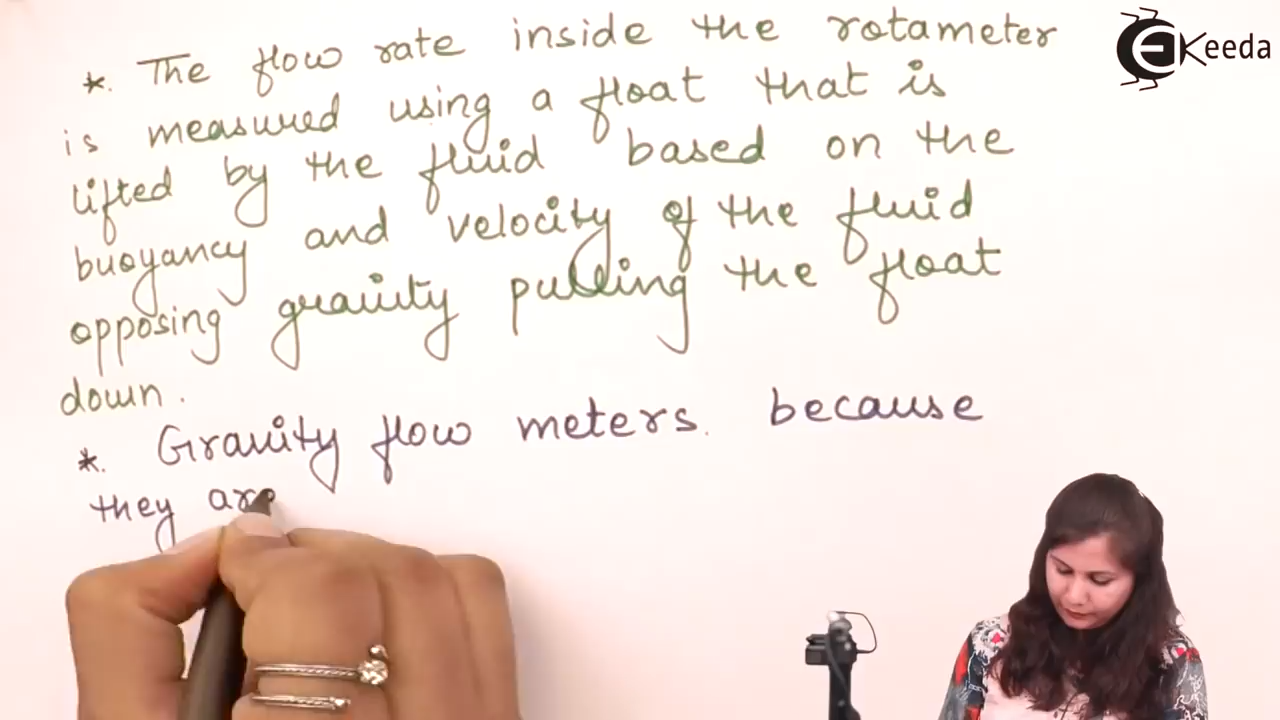 *. The flow rate inside the rotameter
is measured using a float that is
lifted by the fluid based on the
buoyancy and velocity of the fluid
opposing gravity pulling the float
down.
*. Gravity flow meters. because
they are
EKeeda